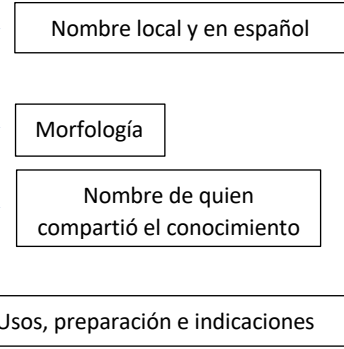 Nombre local y en español
Morfología
Nombre de quien
compartió el conocimiento
Usos, preparación e indicaciones